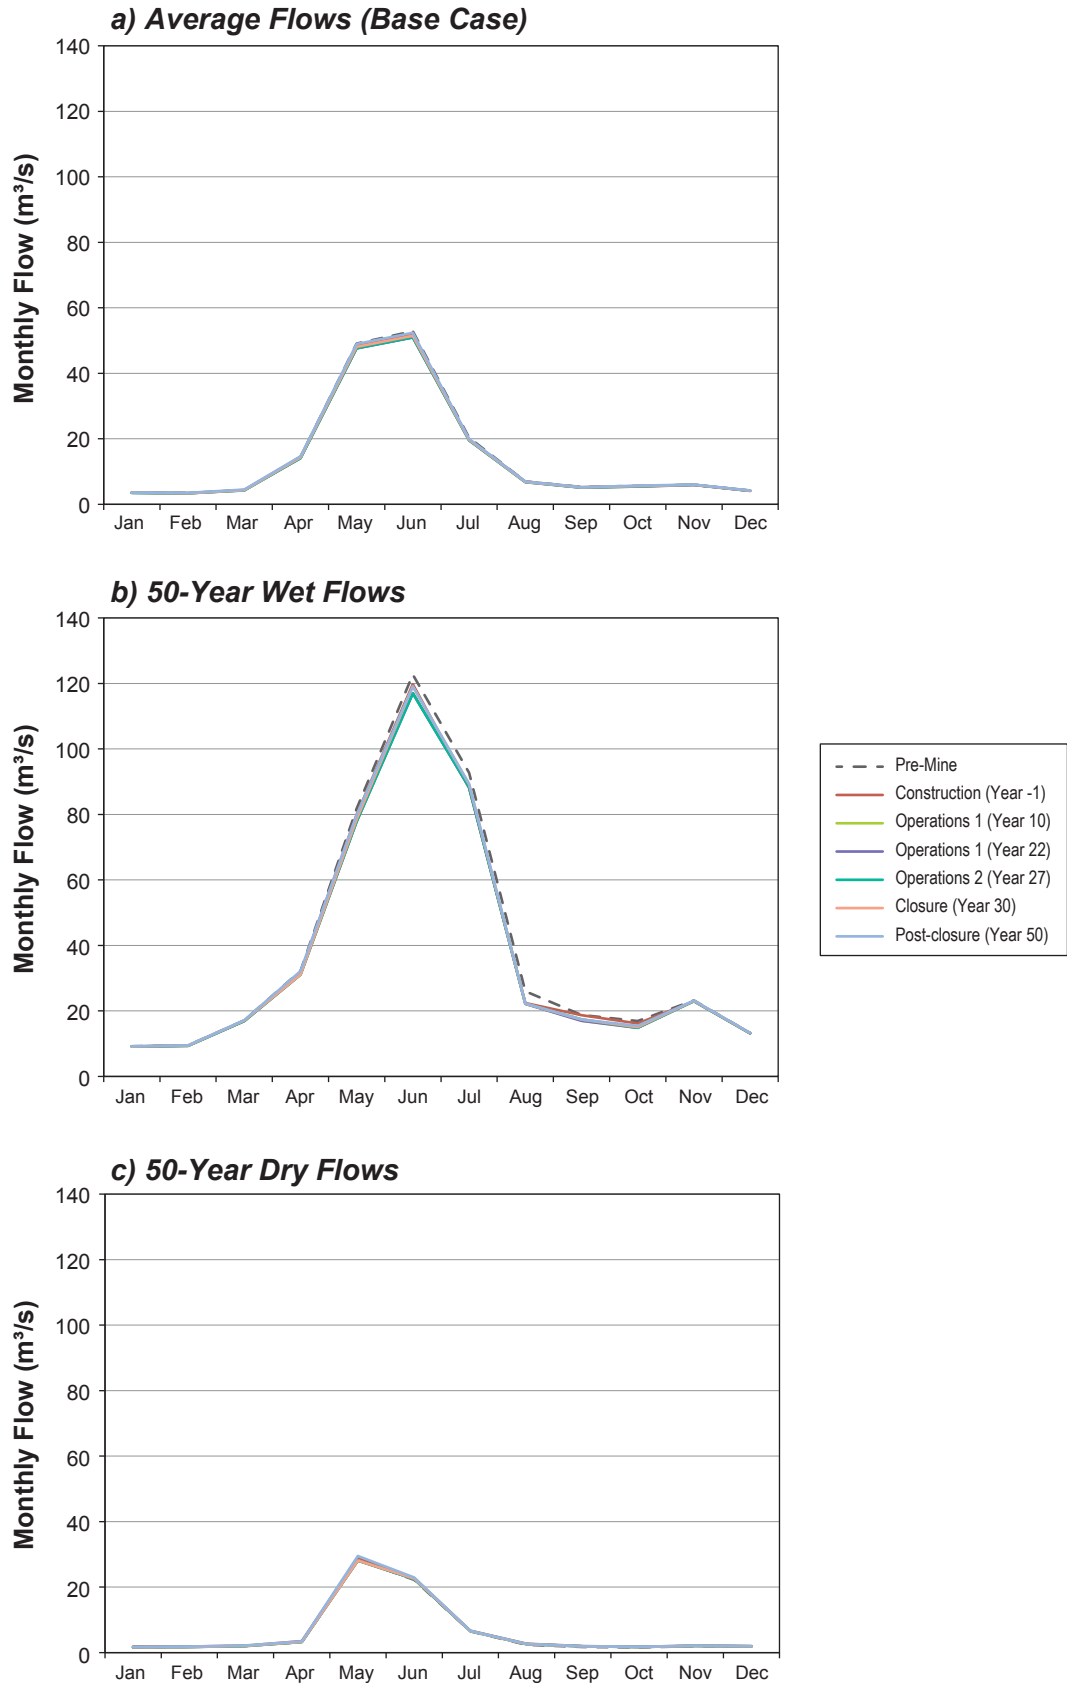 a) Average Flows (Base Case)
Monthly Flow (m³/s)
140
120
100
80
60
40
20
0
Jan Feb Mar Apr May Jun Jul Aug Sep Oct Nov Dec
b) 50-Year Wet Flows
Monthly Flow (m³/s)
140
120
100
80
60
40
20
0
Jan Feb Mar Apr May Jun Jul Aug Sep Oct Nov Dec
Pre-Mine
Construction (Year -1)
Operations 1 (Year 10)
Operations 1 (Year 22)
Operations 2 (Year 27)
Closure (Year 30)
Post-closure (Year 50)
c) 50-Year Dry Flows
Monthly Flow (m³/s)
140
120
100
80
60
40
20
0
Jan Feb Mar Apr May Jun Jul Aug Sep Oct Nov Dec